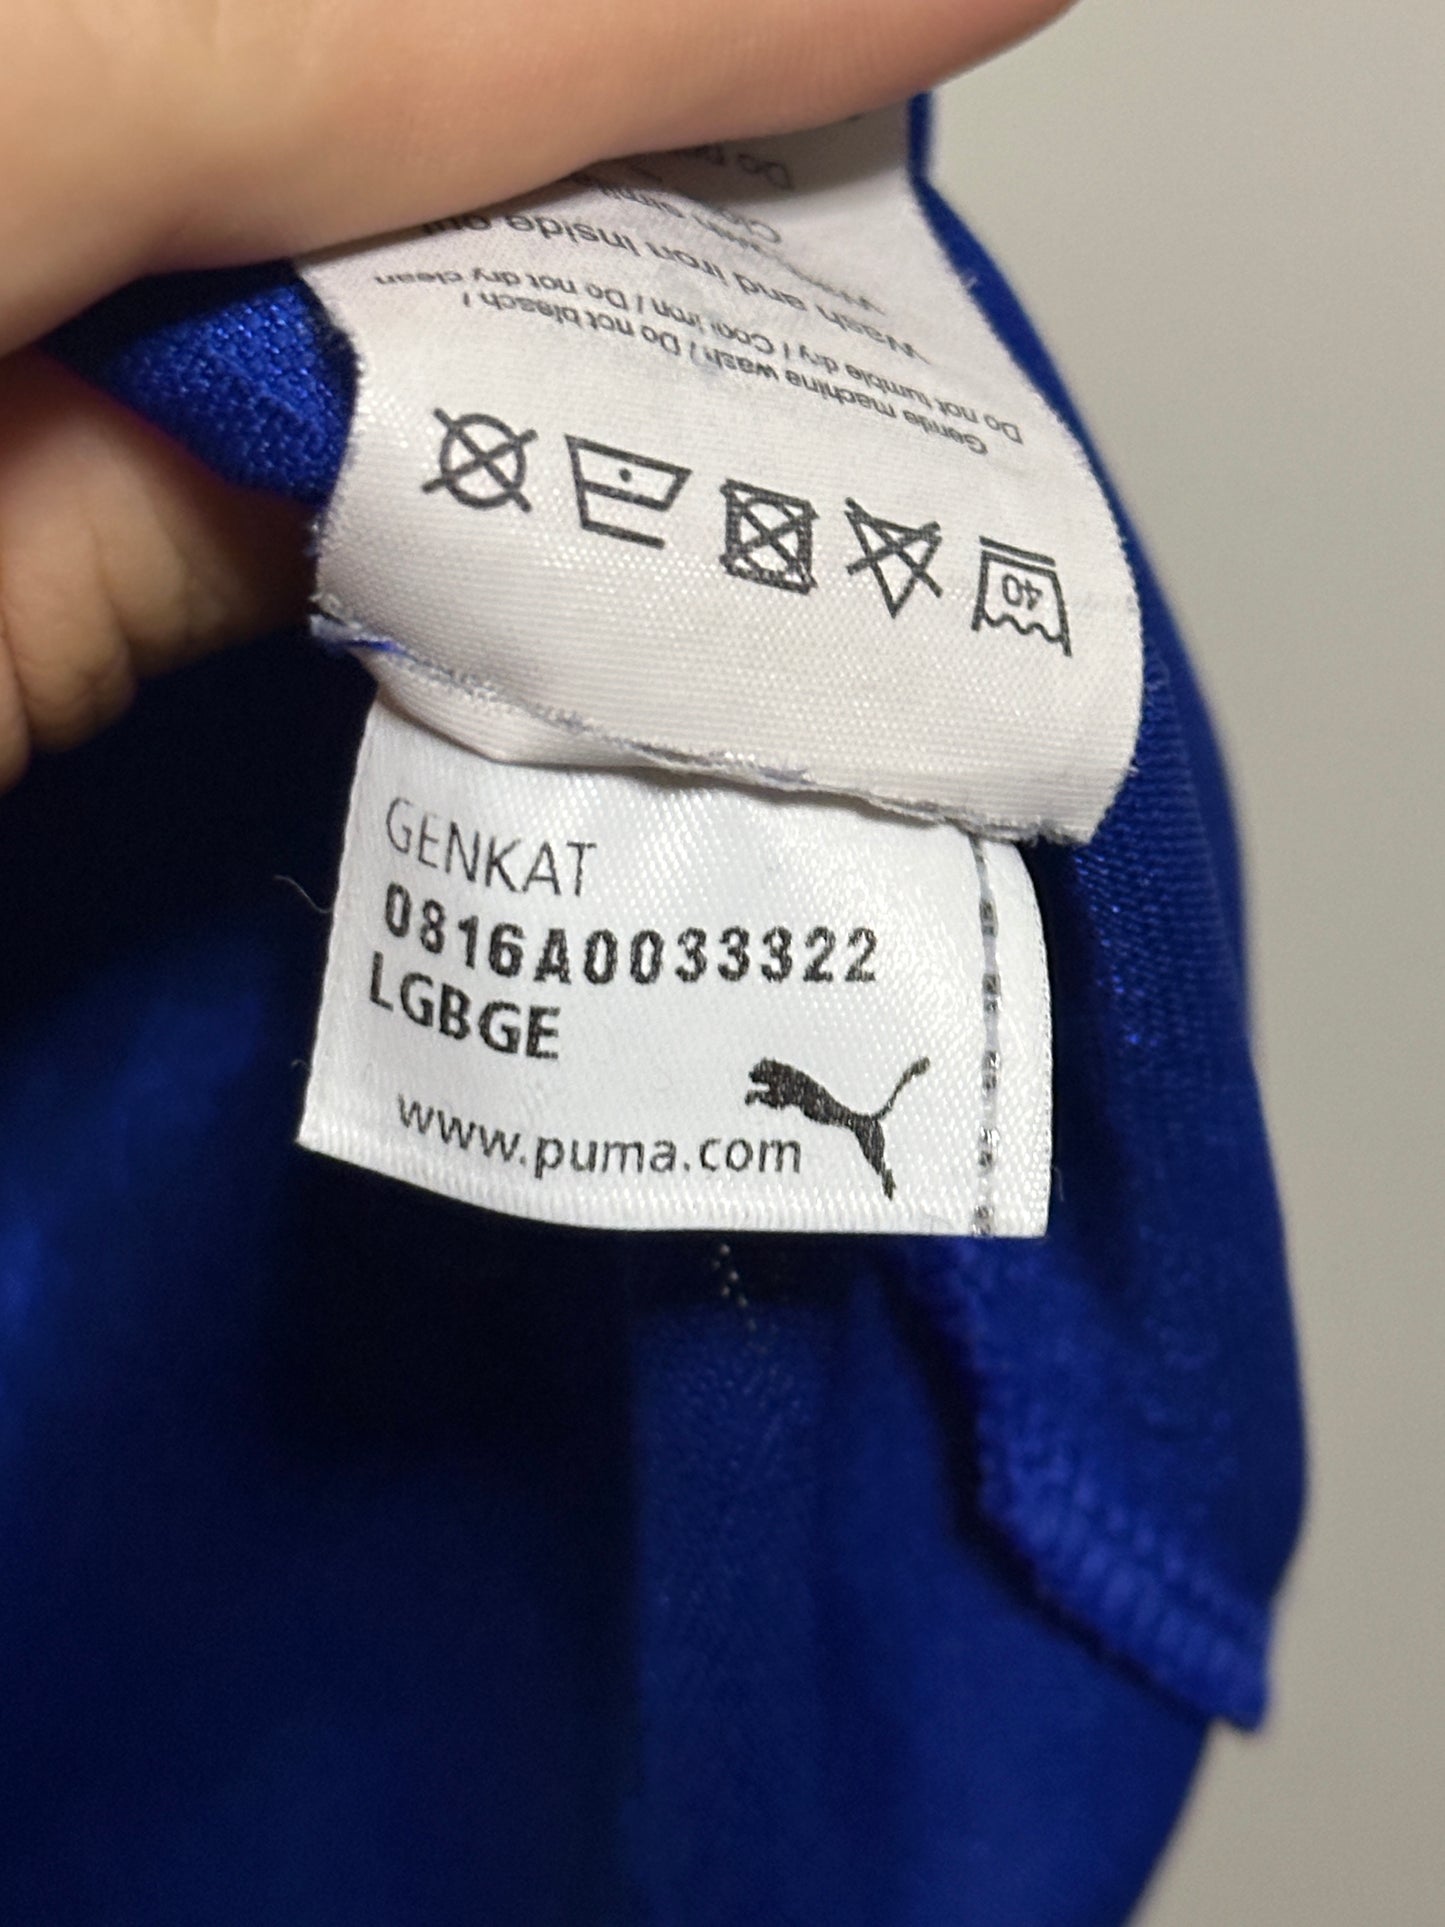 Gentle machine wash / Do not bleach /
Do not tumble dry / Cool iron / Do not dry clean
Wash and iron inside out
40
GENKAT
0816A0033322
LGBGE
www.puma.com